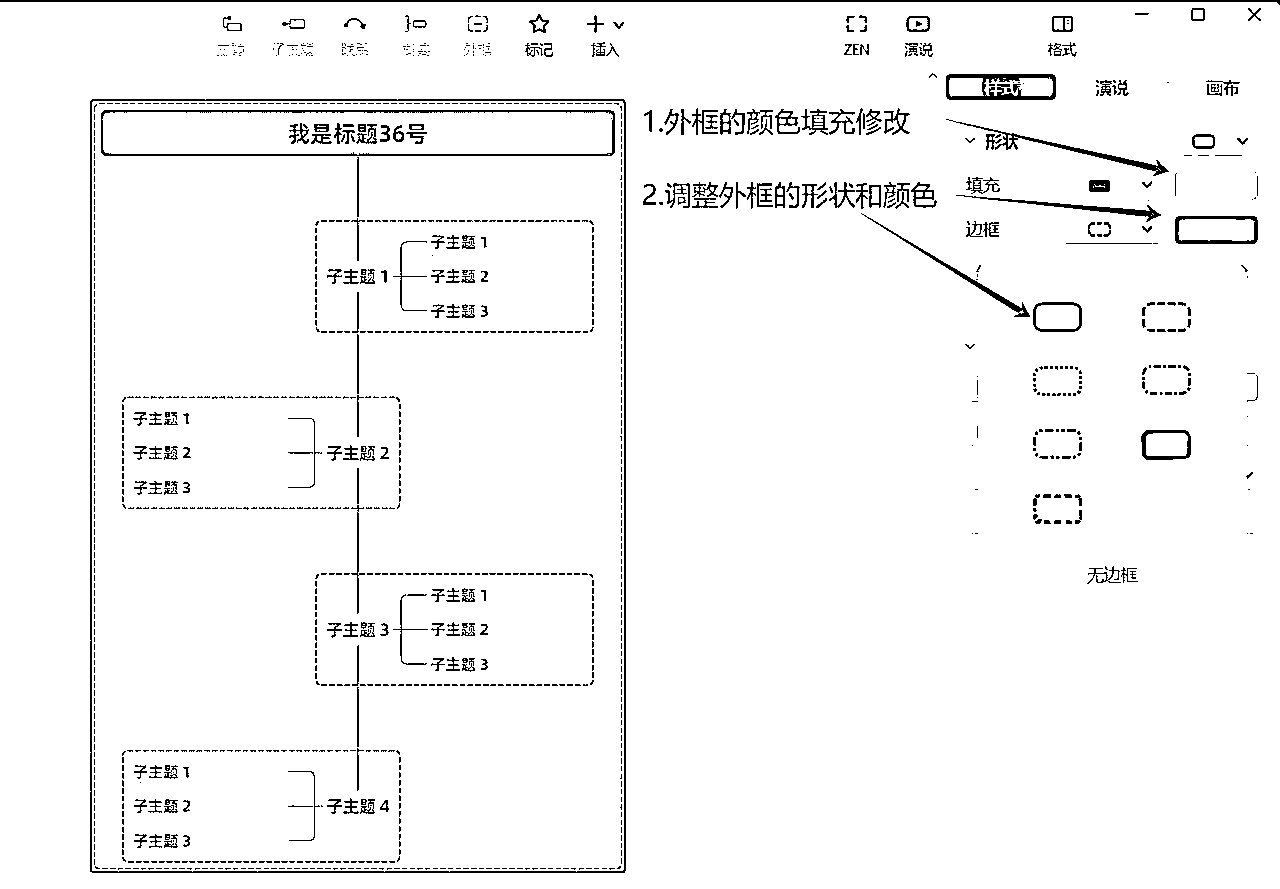 主题 子主题 联系 概要 外框 标记 插入 ZEN 演说 格式
样式 演说 画布
我是标题36号
1.外框的颜色填充修改
形状
填充
2.调整外框的形状和颜色
边框
子主题 1
子主题 1
子主题 2
子主题 3
子主题 1
子主题 2
子主题 2
子主题 3
无边框
子主题 1
子主题 3
子主题 2
子主题 3
子主题 1
子主题 2
子主题 4
子主题 3